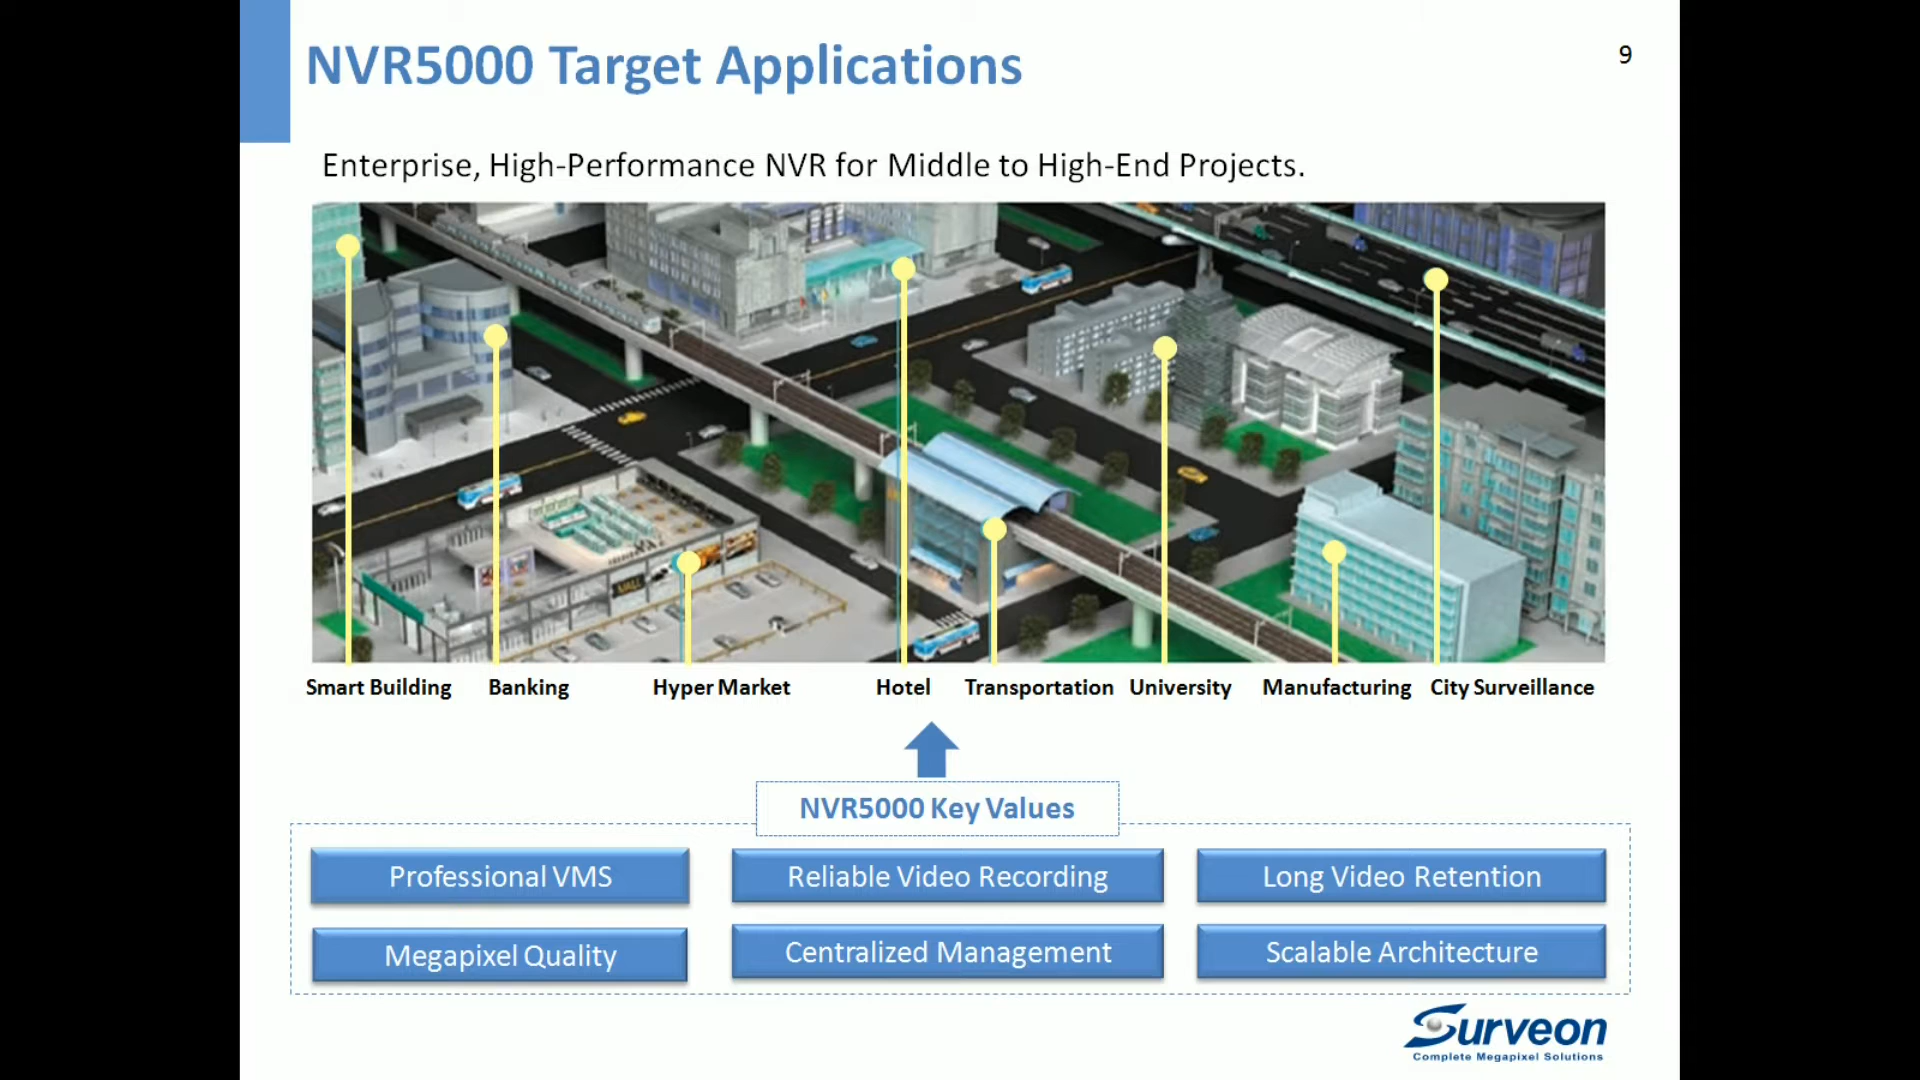 NVR5000 Target Applications
9
Enterprise, High-Performance NVR for Middle to High-End Projects.
Smart Building
Banking
Hyper Market
Hotel
Transportation
University
Manufacturing
City Surveillance
NVR5000 Key Values
Professional VMS
Reliable Video Recording
Long Video Retention
Megapixel Quality
Centralized Management
Scalable Architecture
Surveon
Complete Megapixel Solutions